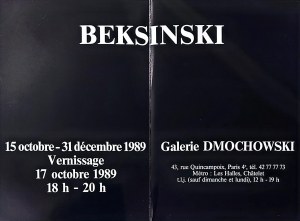 BEKSINSKI
15 octobre - 31 décembre 1989
Vernissage
17 octobre 1989
18 h - 20 h
Galerie DMOCHOWSKI
43, rue Quincampoix, Paris 4e, tél. 42 77 77 73
Métro : Les Halles, Châtelet
t.l.j. (sauf dimanche et lundi), 12 h - 19 h